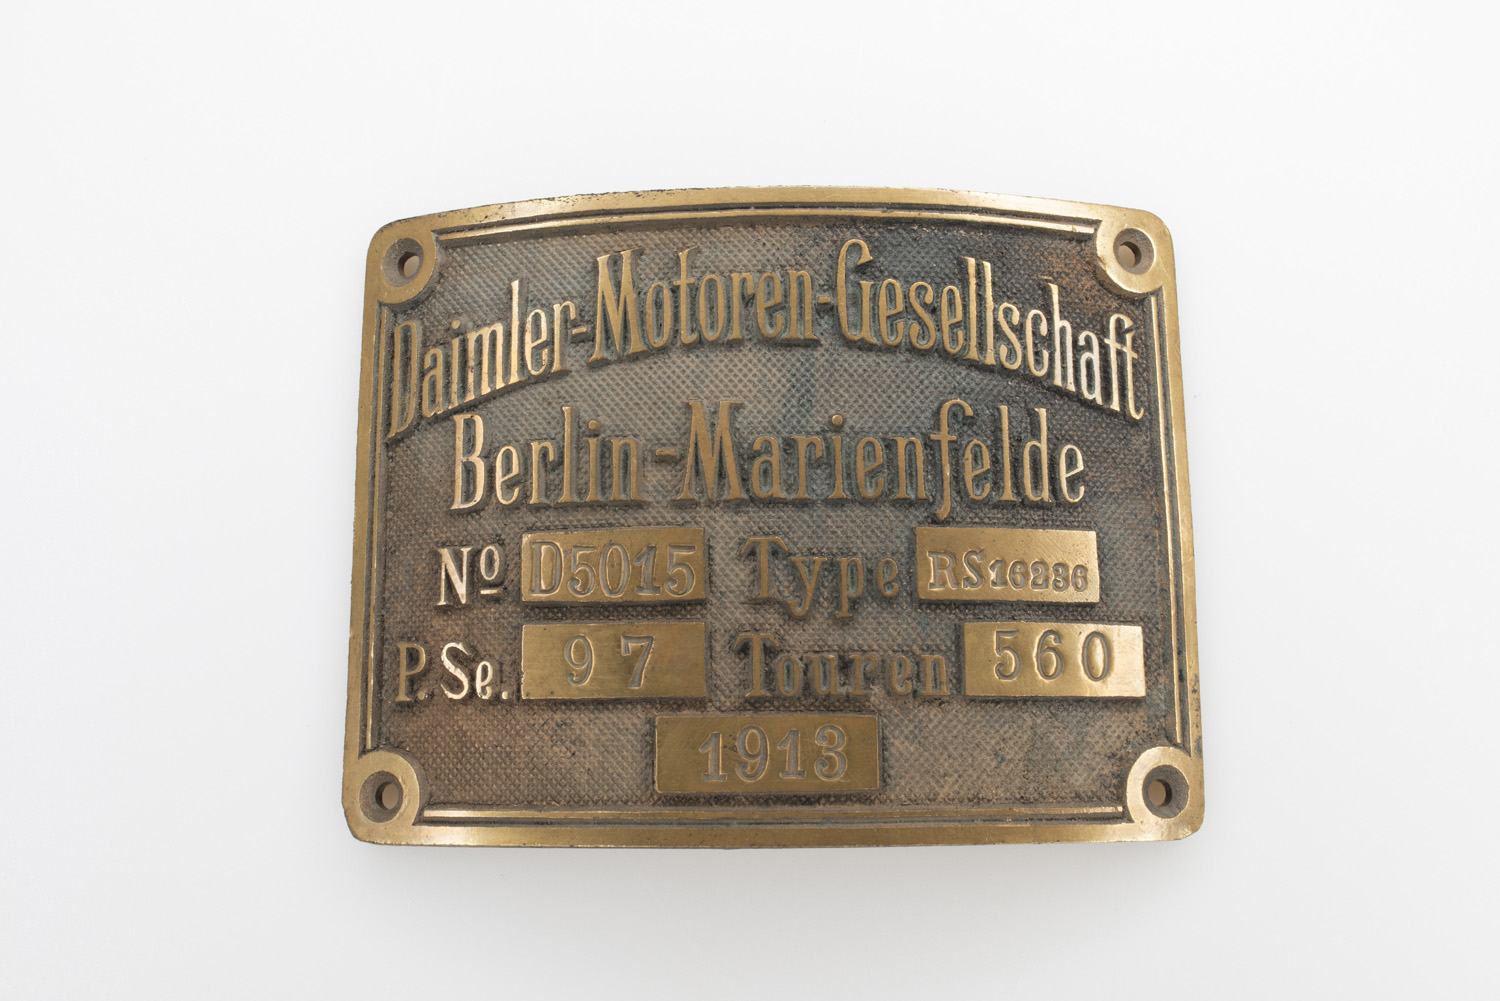 Daimler-Motoren-Gesellschaft
Berlin-Marienfelde
Nº D5015 Type RS16236
P.Se. 97 Touren 560
1913